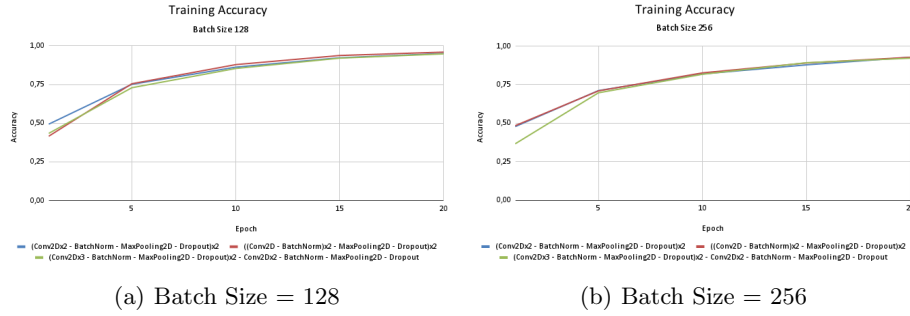 Training Accuracy
Batch Size 128
1,00
0,75
0,50
0,25
0,00
Accuracy
5
10
15
20
Epoch
(Conv2Dx2 - BatchNorm - MaxPooling2D - Dropout)x2
((Conv2D - BatchNorm)x2 - MaxPooling2D - Dropout)x2
(Conv2Dx3 - BatchNorm - MaxPooling2D - Dropout)x2 - Conv2Dx2 - BatchNorm - MaxPooling2D - Dropout
(a) Batch Size = 128
Training Accuracy
Batch Size 256
1,00
0,75
0,50
0,25
0,00
Accuracy
5
10
15
2
Epoch
(Conv2Dx2 - BatchNorm - MaxPooling2D - Dropout)x2
((Conv2D - BatchNorm)x2 - MaxPooling2D - Dropout)x2
(Conv2Dx3 - BatchNorm - MaxPooling2D - Dropout)x2 - Conv2Dx2 - BatchNorm - MaxPooling2D - Dropout
(b) Batch Size = 256